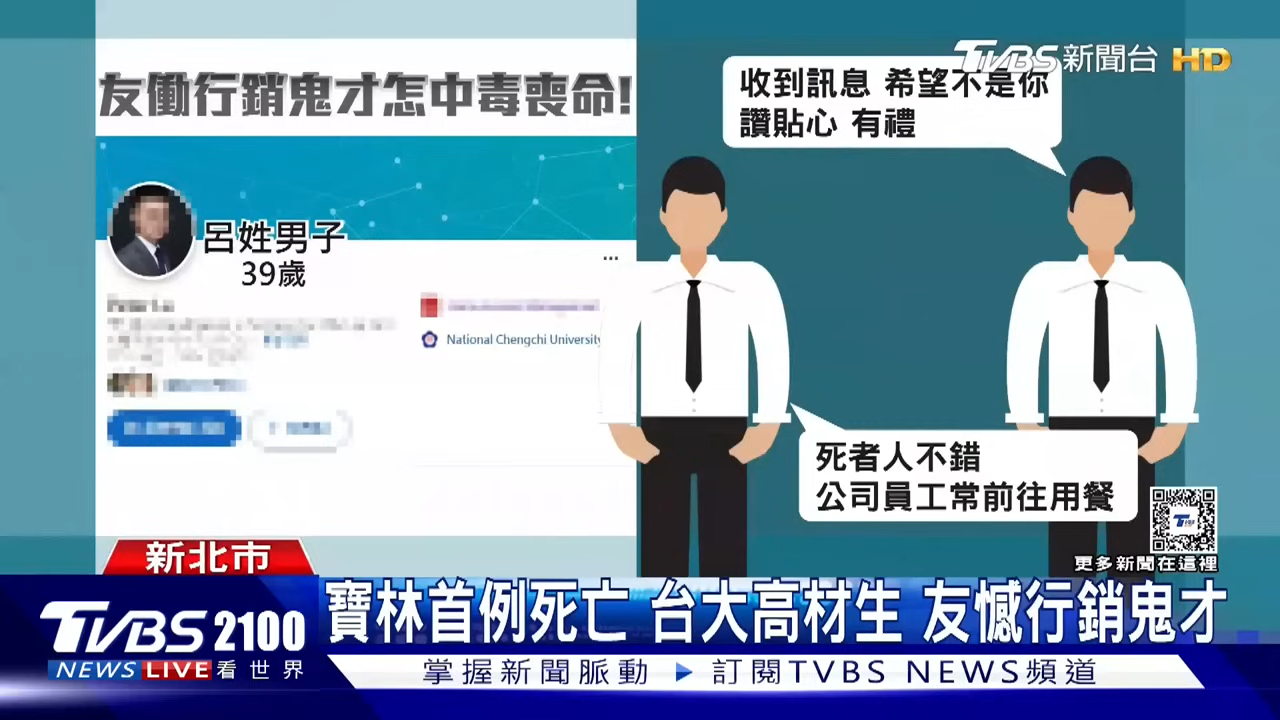 TVBS新聞台 HD
友働行銷鬼才怎中毒喪命!
收到訊息 希望不是你
讚貼心 有禮
呂姓男子
39歲
National Chengchi University
死者人不錯
公司員工常前往用餐
TVBS
更多新聞在這裡
新北市
寶林首例死亡 台大高材生 友憾行銷鬼才
TVBS 2100
NEWS LIVE 看世界
掌握新聞脈動 ▶ 訂閱TVBS NEWS頻道